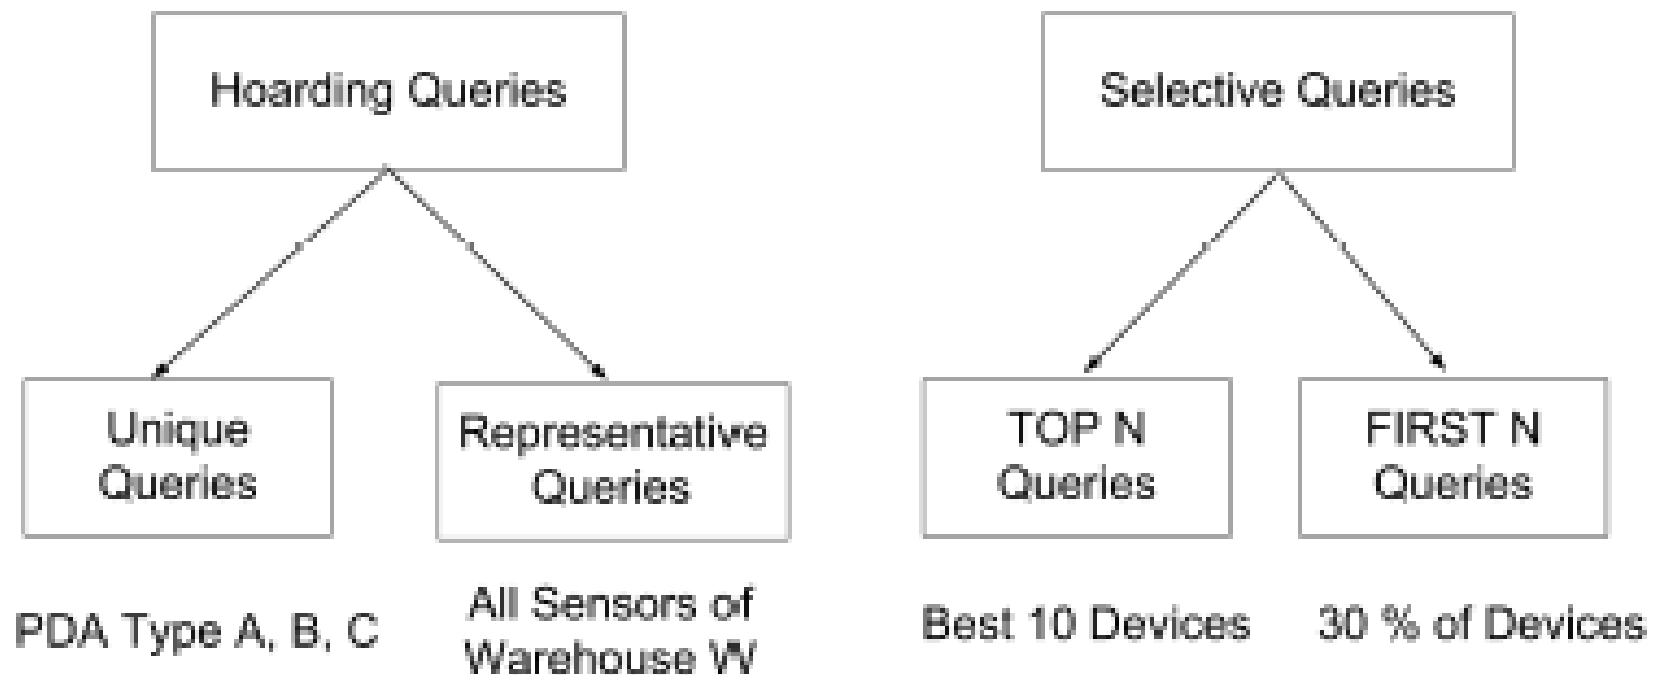 Hoarding Queries
Selective Queries
Unique
Queries
Representative
Queries
TOP N
Queries
FIRST N
Queries
PDA Type A, B, C
All Sensors of
Warehouse W
Best 10 Devices
30 % of Devices